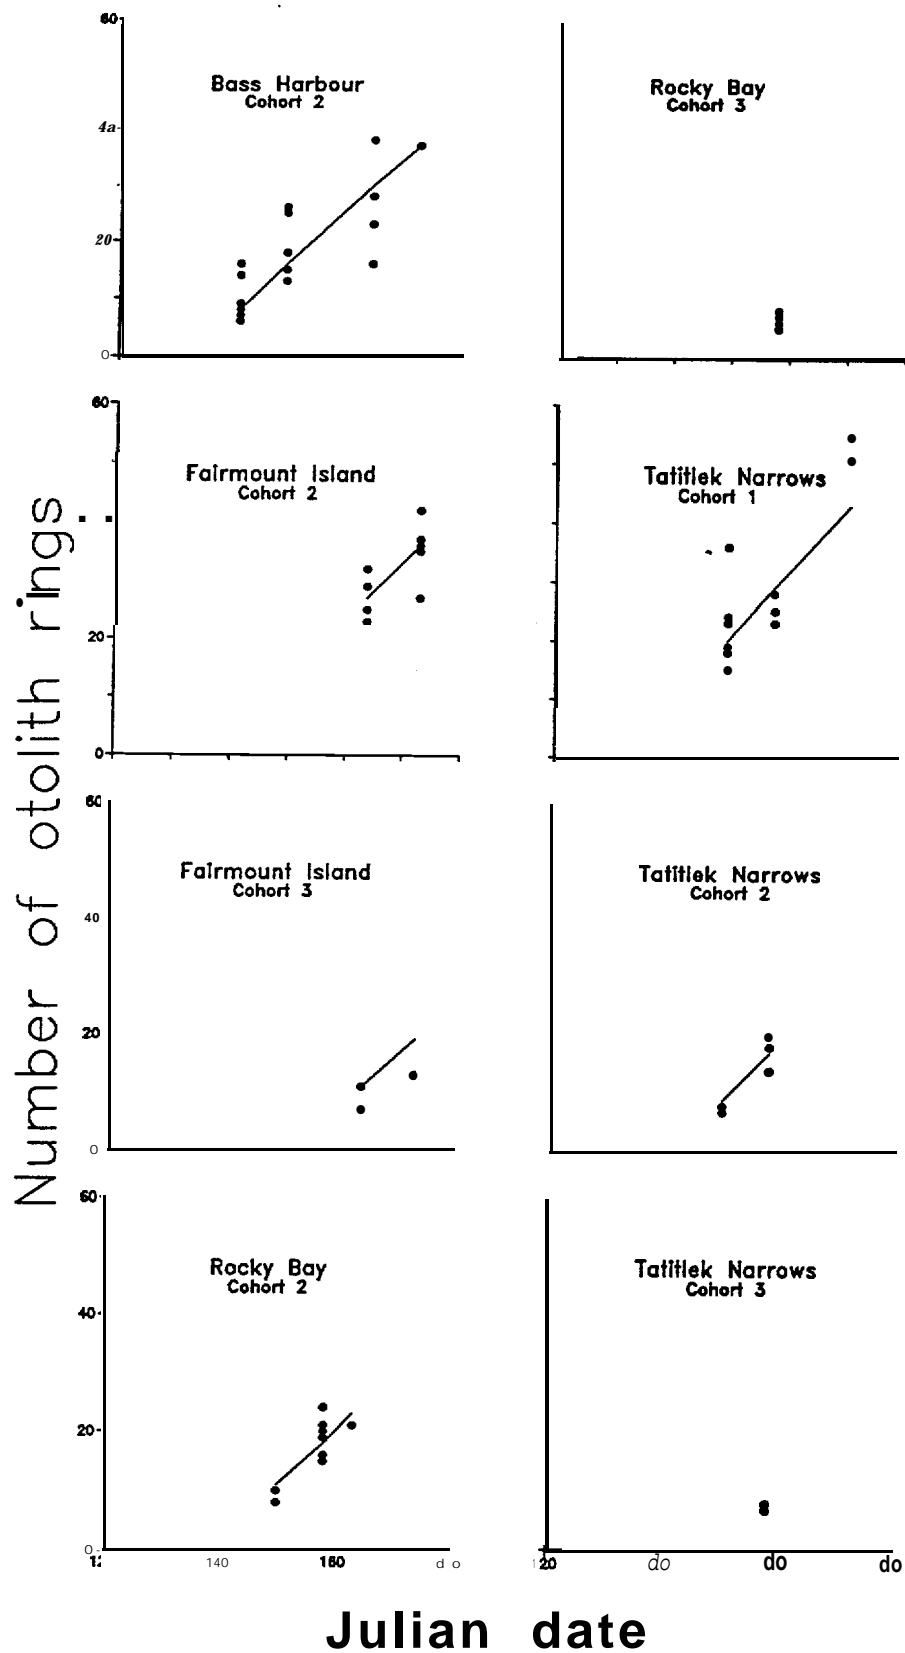 60
Bass Harbour
Cohort 2
4a
20
0
Rocky Bay
Cohort 3
60
Fairmount Island
Cohort 2
20
0
Tatitlek Narrows
Cohort 1
60
Fairmount Island
Cohort 3
40
20
0
Tatitlek Narrows
Cohort 2
60
Rocky Bay
Cohort 2
40
20
0
140
160
d o
Tatitlek Narrows
Cohort 3
120
do
do
do
Number of otolith rings
Julian date